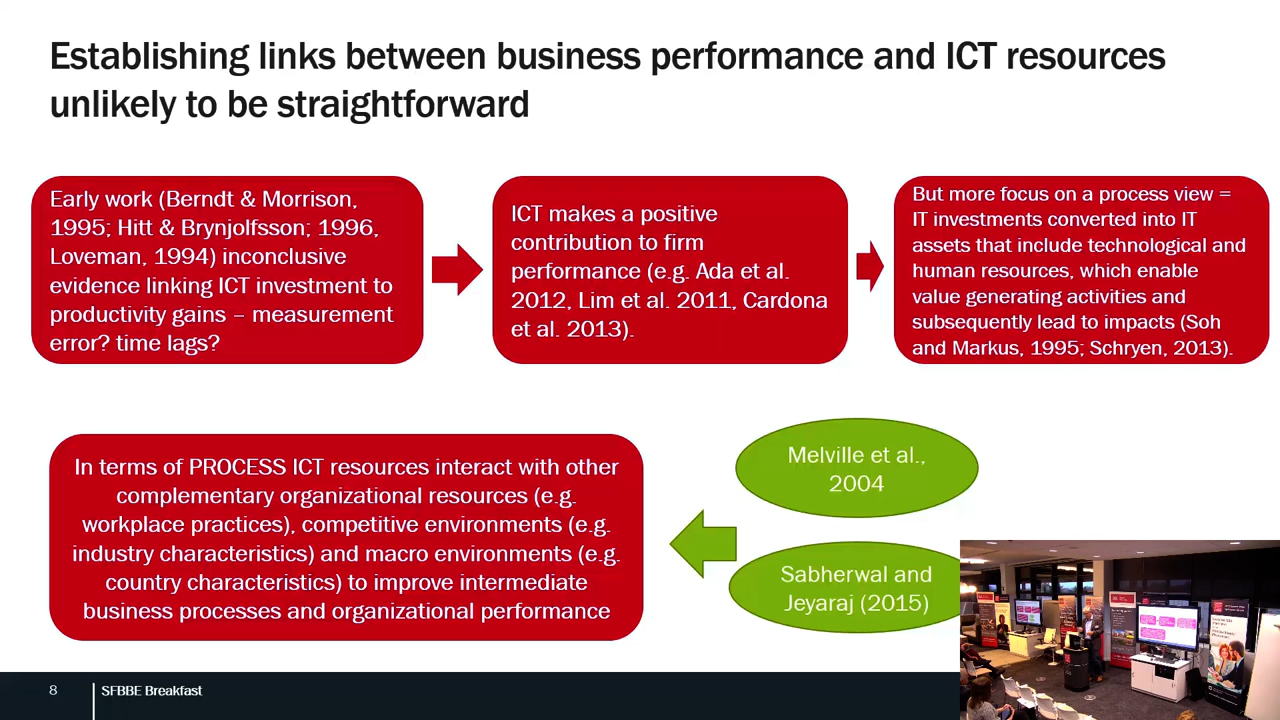 Establishing links between business performance and ICT resources
unlikely to be straightforward
Early work (Berndt & Morrison,
1995; Hitt & Brynjolfsson; 1996,
Loveman, 1994) inconclusive
evidence linking ICT investment to
productivity gains – measurement
error? time lags?
ICT makes a positive
contribution to firm
performance (e.g. Ada et al.
2012, Lim et al. 2011, Cardona
et al. 2013).
But more focus on a process view =
IT investments converted into IT
assets that include technological and
human resources, which enable
value generating activities and
subsequently lead to impacts (Soh
and Markus, 1995; Schryen, 2013).
In terms of PROCESS ICT resources interact with other
complementary organizational resources (e.g.
workplace practices), competitive environments (e.g.
industry characteristics) and macro environments (e.g.
country characteristics) to improve intermediate
business processes and organizational performance
Melville et al.,
2004
Sabherwal and
Jeyaraj (2015)
8
SFBBE Breakfast